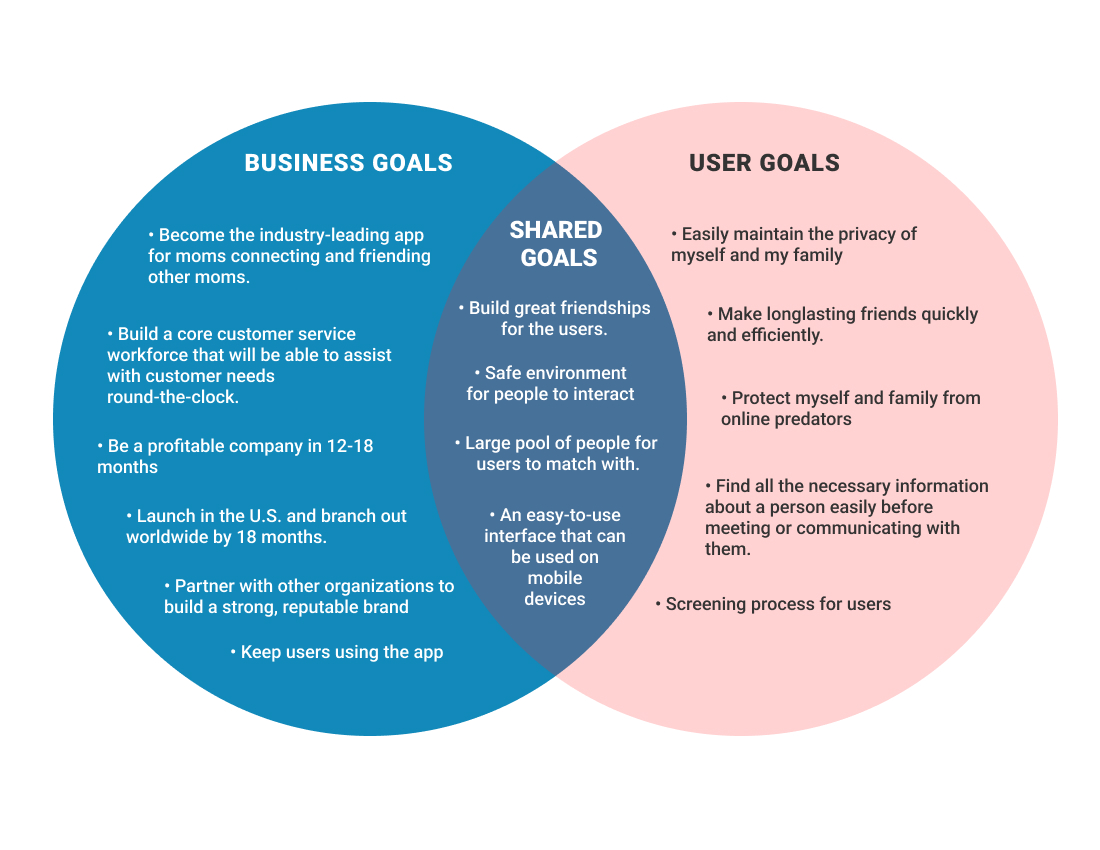 BUSINESS GOALS
• Become the industry-leading app
for moms connecting and friending
other moms.
• Build a core customer service
workforce that will be able to assist
with customer needs
round-the-clock.
• Be a profitable company in 12-18
months
• Launch in the U.S. and branch out
worldwide by 18 months.
• Partner with other organizations to
build a strong, reputable brand
• Keep users using the app
SHARED
GOALS
• Build great friendships
for the users.
• Safe environment
for people to interact
• Large pool of people for
users to match with.
• An easy-to-use
interface that can
be used on
mobile
devices
USER GOALS
• Easily maintain the privacy of
myself and my family
• Make longlasting friends quickly
and efficiently.
• Protect myself and family from
online predators
• Find all the necessary information
about a person easily before
meeting or communicating with
them.
• Screening process for users